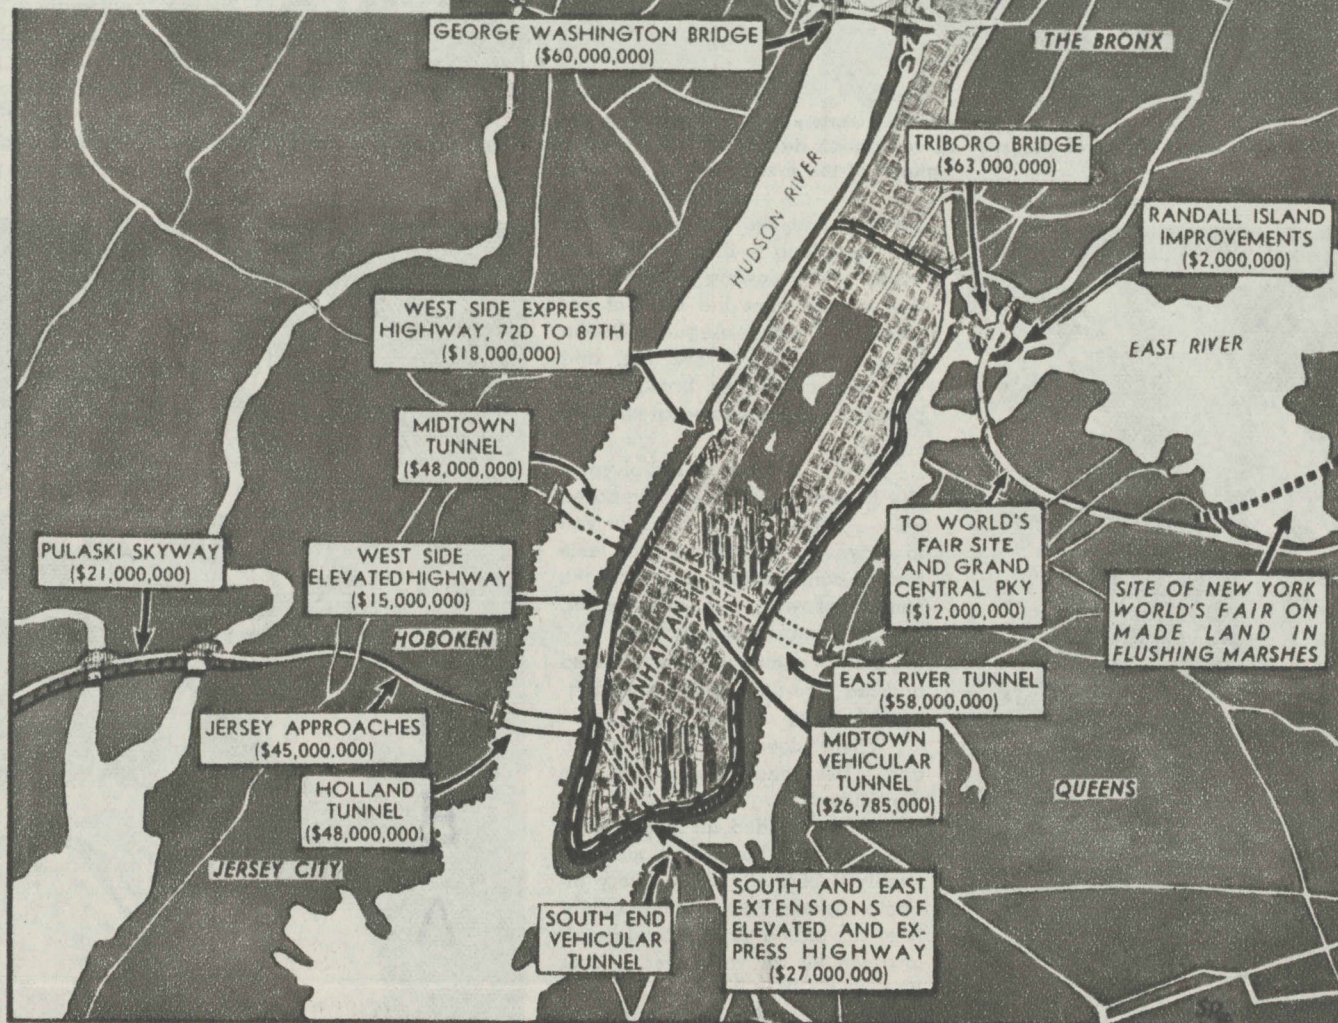 GEORGE WASHINGTON BRIDGE
($60,000,000)
THE BRONX
TRIBORO BRIDGE
($63,000,000)
HUDSON RIVER
RANDALL ISLAND
IMPROVEMENTS
($2,000,000)
WEST SIDE EXPRESS
HIGHWAY, 72D TO 87TH
($18,000,000)
EAST RIVER
MIDTOWN
TUNNEL
($48,000,000)
PULASKI SKYWAY
($21,000,000)
WEST SIDE
ELEVATED HIGHWAY
($15,000,000)
TO WORLD'S
FAIR SITE
AND GRAND
CENTRAL PKY
($12,000,000)
SITE OF NEW YORK
WORLD'S FAIR ON
MADE LAND IN
FLUSHING MARSHES
HOBOKEN
MANHATTAN
EAST RIVER TUNNEL
($58,000,000)
JERSEY APPROACHES
($45,000,000)
MIDTOWN
VEHICULAR
TUNNEL
($26,785,000)
HOLLAND
TUNNEL
($48,000,000)
QUEENS
JERSEY CITY
SOUTH END
VEHICULAR
TUNNEL
SOUTH AND EAST
EXTENSIONS OF
ELEVATED AND EX-
PRESS HIGHWAY
($27,000,000)